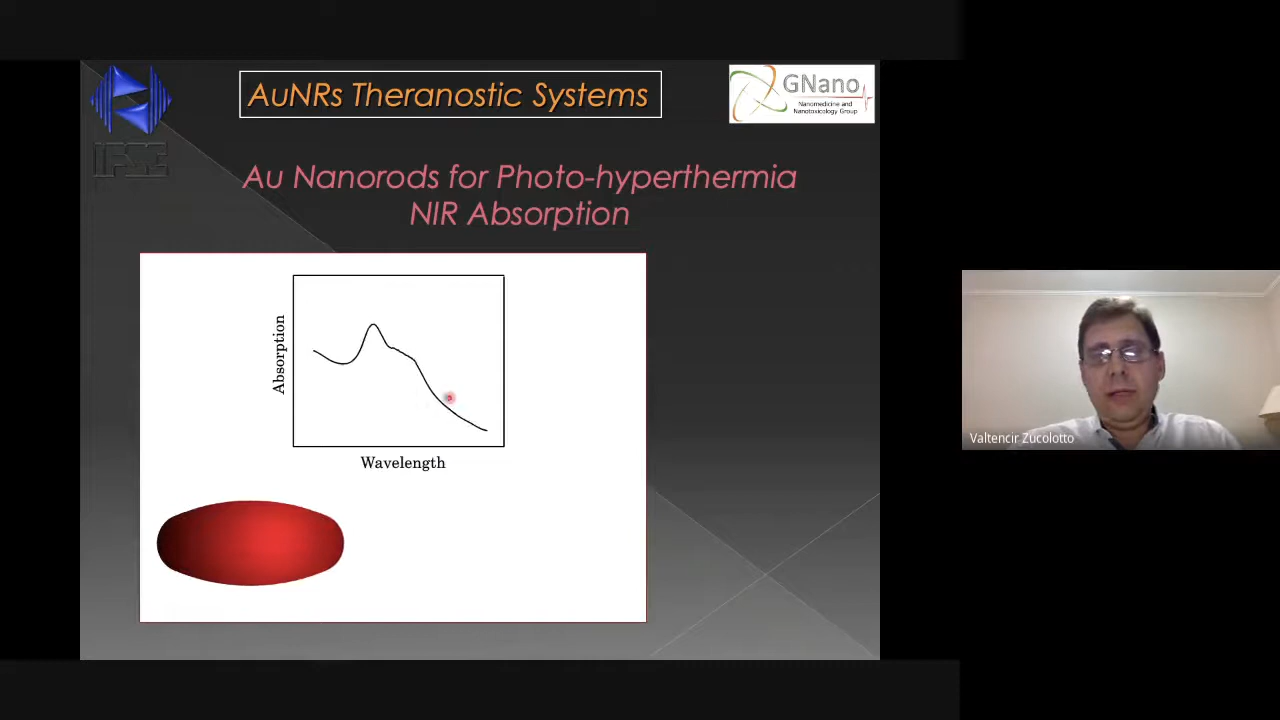 AuNRs Theranostic Systems
GNano
Nanomedicine and
Nanotoxicology Group
IFSC
Au Nanorods for Photo-hyperthermia
NIR Absorption
Absorption
Wavelength
Valtencir Zucolotto